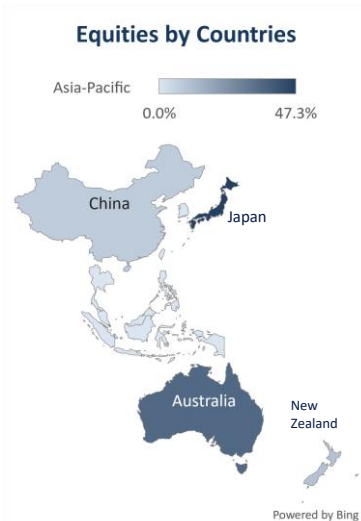 Equities by Countries
Asia-Pacific
0.0%
47.3%
China
Japan
Australia
New
Zealand
Powered by Bing